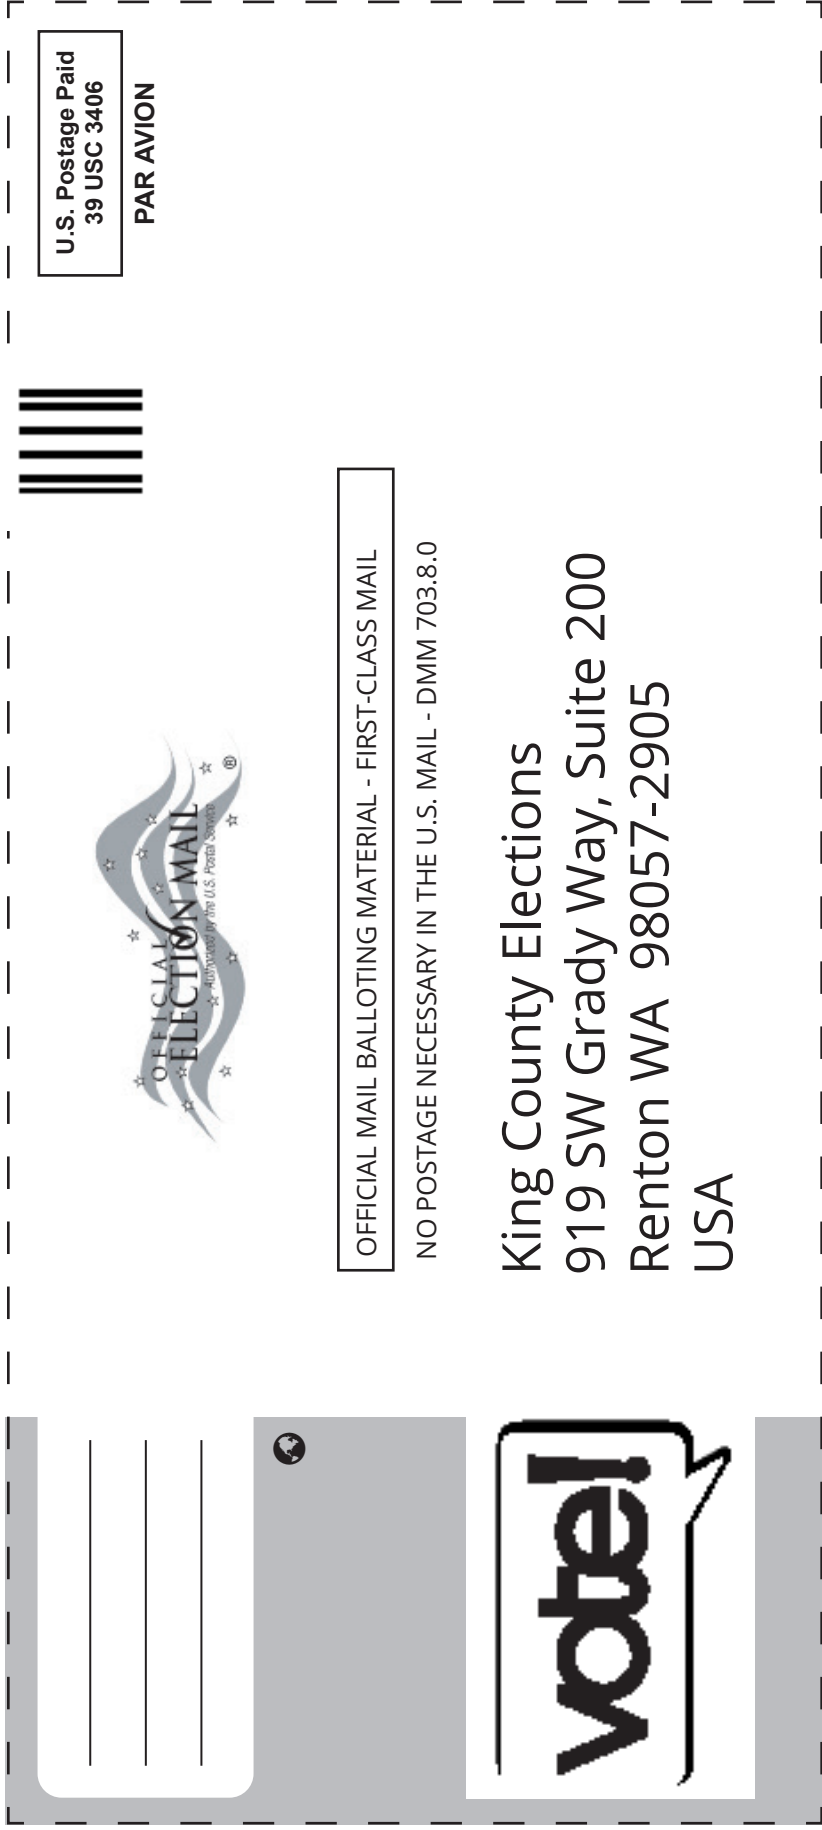 U.S. Postage Paid
39 USC 3406
PAR AVION
OFFICIAL
ELECTION MAIL
Authorized by the U.S. Postal Service
®
OFFICIAL MAIL BALLOTING MATERIAL - FIRST-CLASS MAIL
NO POSTAGE NECESSARY IN THE U.S. MAIL - DMM 703.8.0
King County Elections
919 SW Grady Way, Suite 200
Renton WA 98057-2905
USA
vote!